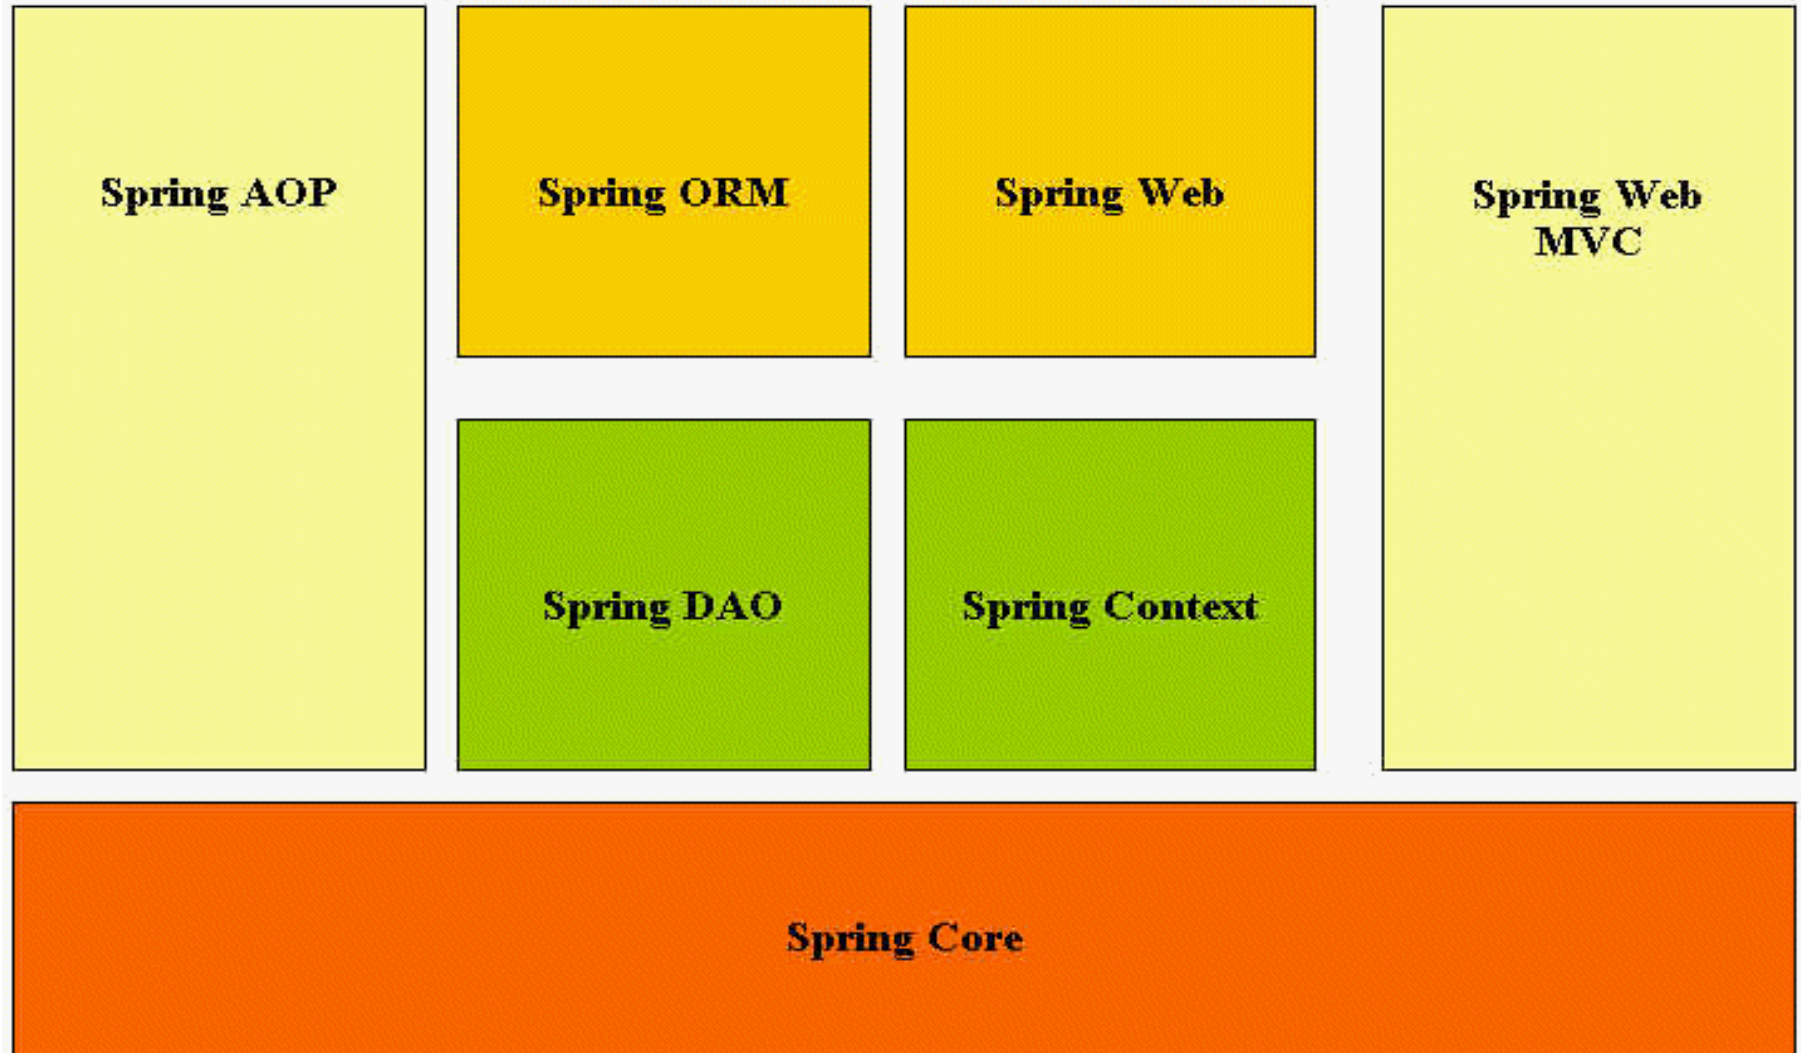 Spring AOP
Spring ORM
Spring Web
Spring Web
MVC
Spring DAO
Spring Context
Spring Core